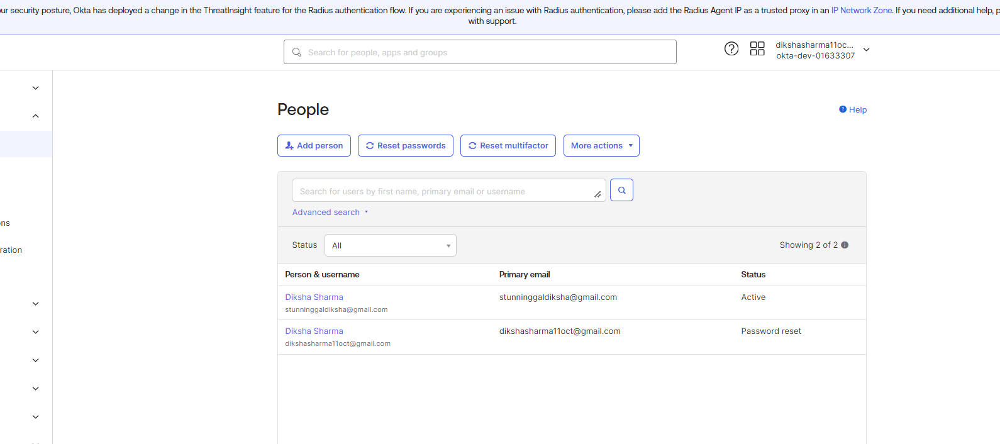 ur security posture, Okta has deployed a change in the ThreatInsight feature for the Radius authentication flow. If you are experiencing an issue with Radius authentication, please add the Radius Agent IP as a trusted proxy in an IP Network Zone. If you need additional help, p
with support.
Search for people, apps and groups
dikshasharma11oc...
okta-dev-01633307
People
Help
Add person
Reset passwords
Reset multifactor
More actions
Search for users by first name, primary email or username
Advanced search
ons
Status
All
Showing 2 of 2
ration
Person & username
Primary email
Status
Diksha Sharma
stunninggaldiksha@gmail.com
Active
stunninggaldiksha@gmail.com
Diksha Sharma
dikshasharma11oct@gmail.com
Password reset
dikshasharma11oct@gmail.com